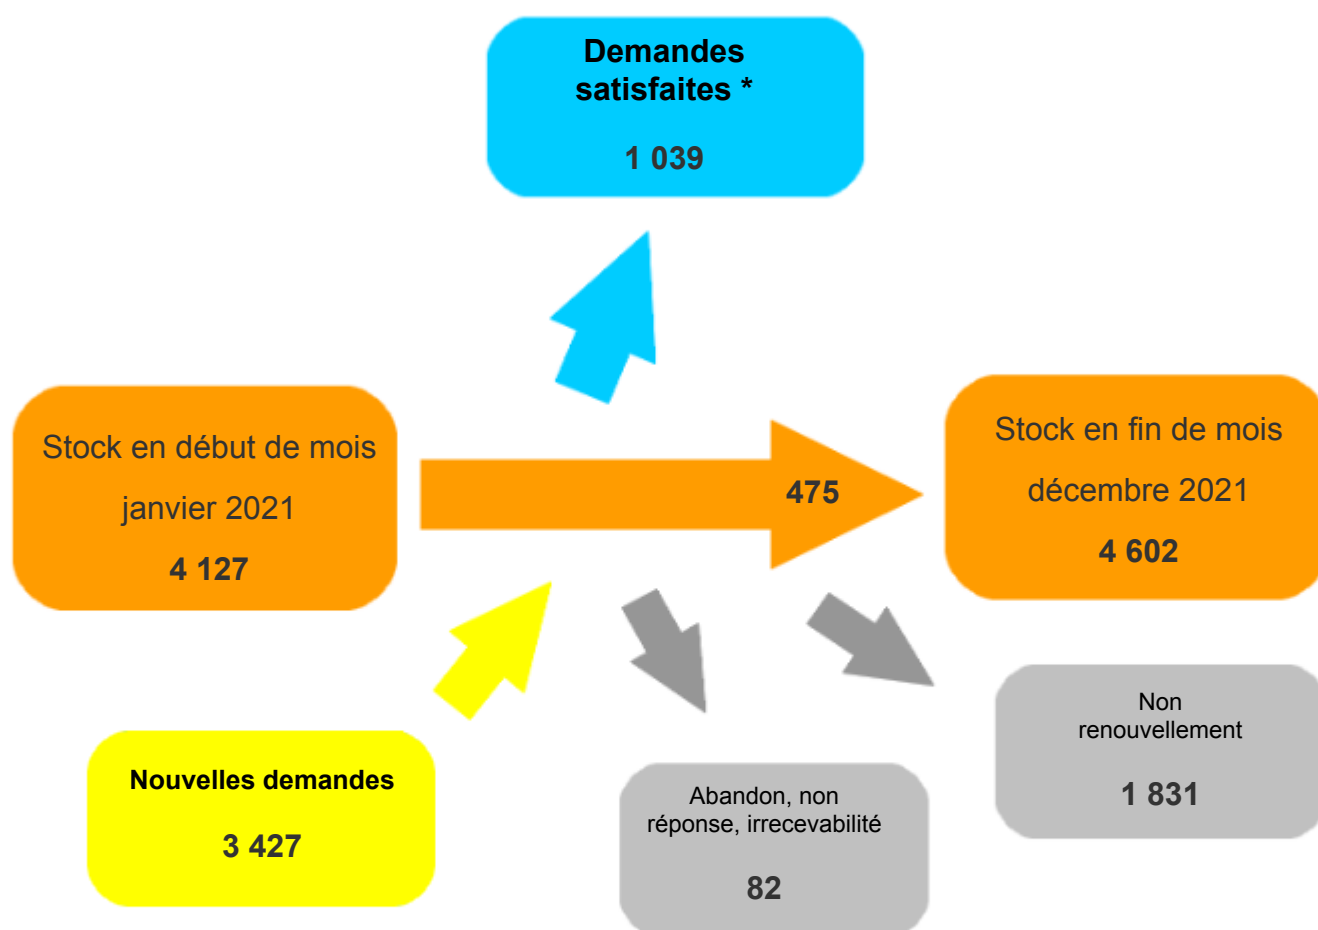 Demandes
satisfaites *
1 039
Stock en début de mois
janvier 2021
4 127
475
Stock en fin de mois
décembre 2021
4 602
Nouvelles demandes
3 427
Abandon, non
réponse, irrecevabilité
82
Non
renouvellement
1 831